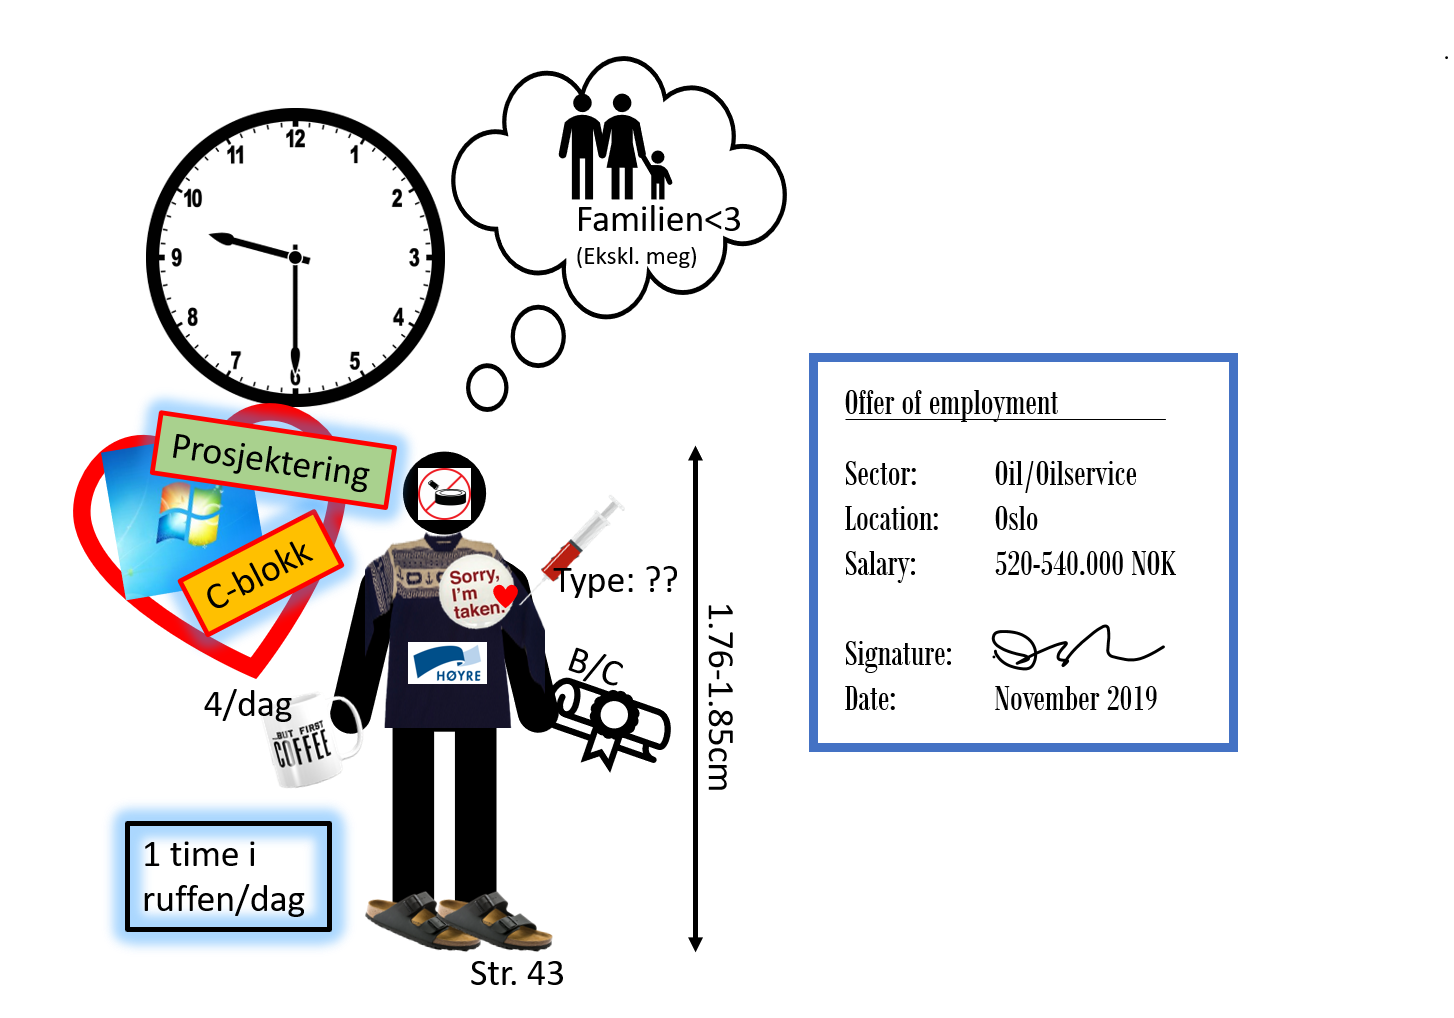 12
1
2
3
4
5
6
7
8
9
10
11
Familien<3
(Ekskl. meg)
Prosjektering
C-blokk
Sorry,
I'm
taken.
Type: ??
HØYRE
B/C
1.76-1.85cm
4/dag
...BUT FIRST
COFFEE
1 time i
ruffen/dag
Str. 43
Offer of employment
Sector: Oil/Oilservice
Location: Oslo
Salary: 520-540.000 NOK
Signature:
Date: November 2019